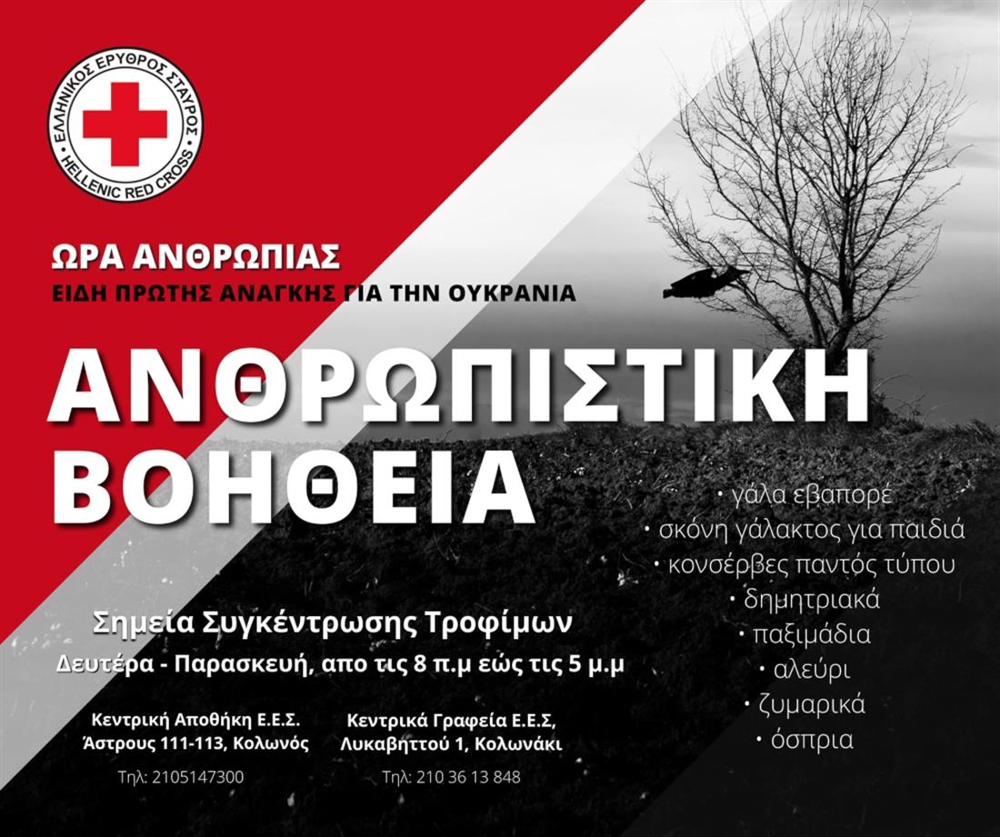 ΕΛΛΗΝΙΚΟΣ ΕΡΥΘΡΟΣ ΣΤΑΥΡΟΣ
• HELLENIC RED CROSS •
ΩΡΑ ΑΝΘΡΩΠΙΑΣ
ΕΙΔΗ ΠΡΩΤΗΣ ΑΝΑΓΚΗΣ ΓΙΑ ΤΗΝ ΟΥΚΡΑΝΙΑ
ΑΝΘΡΩΠΙΣΤΙΚΗ
ΒΟΗΘΕΙΑ
• γάλα εβαπορέ
• σκόνη γάλακτος για παιδιά
• κονσέρβες παντός τύπου
• δημητριακά
• παξιμάδια
• αλεύρι
• ζυμαρικά
• όσπρια
Σημεία Συγκέντρωσης Τροφίμων
Δευτέρα - Παρασκευή, απο τις 8 π.μ εώς τις 5 μ.μ
Κεντρική Αποθήκη Ε.Ε.Σ.
Άστρους 111-113, Κολωνός
Τηλ: 2105147300
Κεντρικά Γραφεία Ε.Ε.Σ,
Λυκαβηττού 1, Κολωνάκι
Τηλ: 210 36 13 848